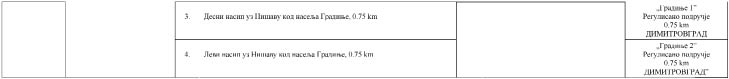 3. Десни насип уз Нишаву код насеља Градиње, 0.75 km
„Градиње 1”
Регулисано подручје
0.75 km
ДИМИТРОВГРАД
4. Леви насип уз Нишаву код насеља Градиње, 0.75 km
„Градиње 2”
Регулисано подручје
0.75 km
ДИМИТРОВГРАД”